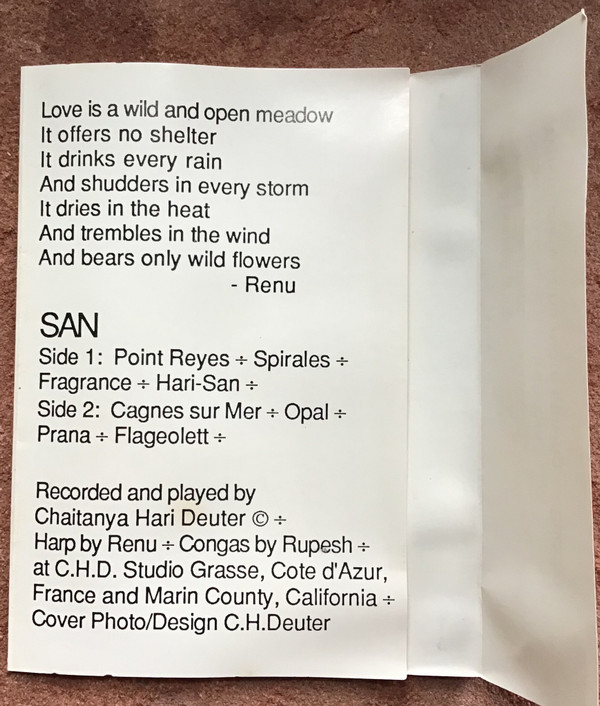 Love is a wild and open meadow
It offers no shelter
It drinks every rain
And shudders in every storm
It dries in the heat
And trembles in the wind
And bears only wild flowers
- Renu
SAN
Side 1: Point Reyes ÷ Spirales ÷
Fragrance ÷ Hari-San ÷
Side 2: Cagnes sur Mer ÷ Opal ÷
Prana ÷ Flageolett ÷
Recorded and played by
Chaitanya Hari Deuter © ÷
Harp by Renu ÷ Congas by Rupesh ÷
at C.H.D. Studio Grasse, Cote d'Azur,
France and Marin County, California ÷
Cover Photo/Design C.H.Deuter